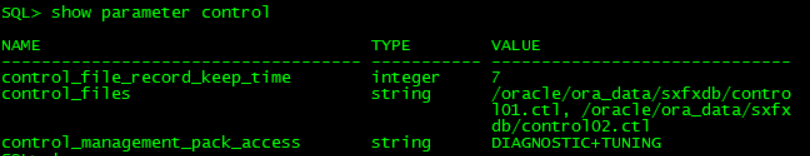 SQL> show parameter control
NAME                                 TYPE        VALUE
------------------------------------ ----------- ------------------------------
control_file_record_keep_time        integer     7
control_files                        string      /oracle/ora_data/sxfxdb/contro
                                                 l01.ctl, /oracle/ora_data/sxfx
                                                 db/control02.ctl
control_management_pack_access       string      DIAGNOSTIC+TUNING